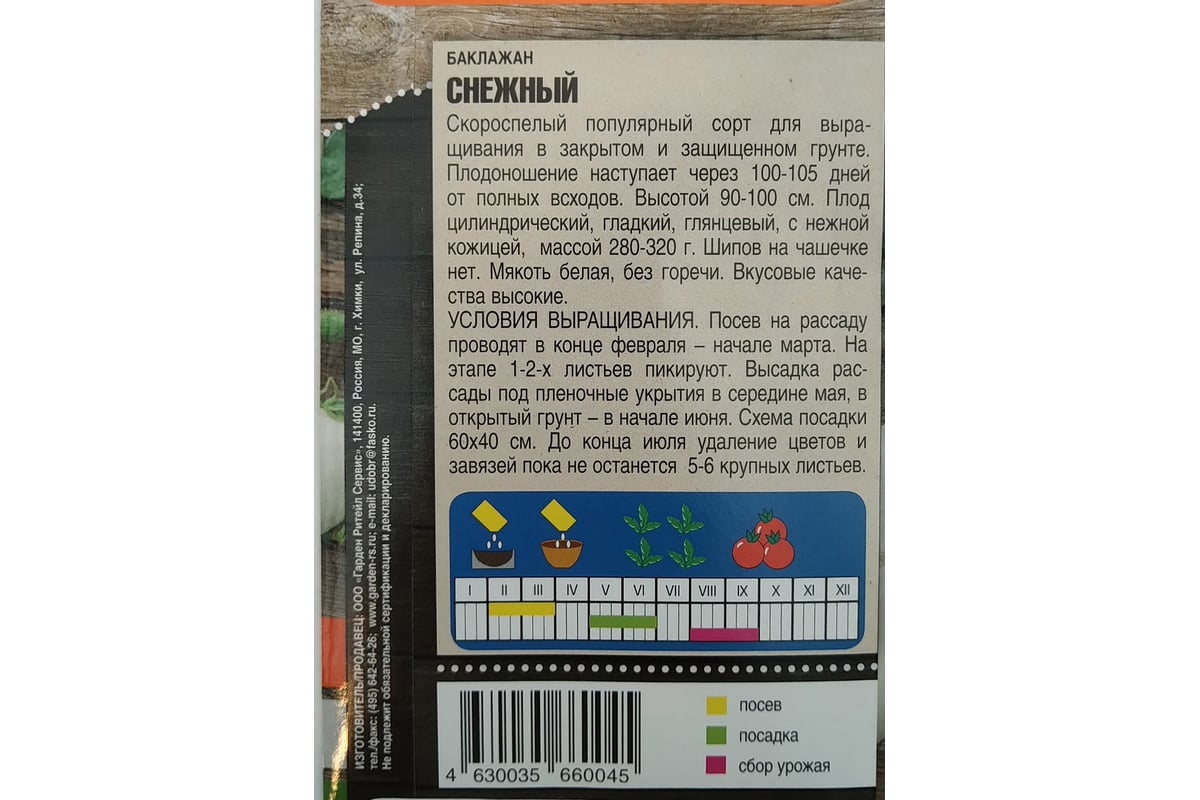 БАКЛАЖАН
СНЕЖНЫЙ
Скороспелый популярный сорт для выра-
щивания в закрытом и защищенном грунте.
Плодоношение наступает через 100-105 дней
от полных всходов. Высотой 90-100 см. Плод
цилиндрический, гладкий, глянцевый, с нежной
кожицей, массой 280-320 г. Шипов на чашечке
нет. Мякоть белая, без горечи. Вкусовые каче-
ства высокие.
УСЛОВИЯ ВЫРАЩИВАНИЯ. Посев на рассаду
проводят в конце февраля – начале марта. На
этапе 1-2-х листьев пикируют. Высадка рас-
сады под пленочные укрытия в середине мая, в
открытый грунт – в начале июня. Схема посадки
60х40 см. До конца июля удаление цветов и
завязей пока не останется 5-6 крупных листьев.
I II III IV V VI VII VIII IX X XI XII
посев
посадка
сбор урожая
4 630035 660045
ИЗГОТОВИТЕЛЬ/ПРОДАВЕЦ: ООО «Гарден Ритейл Сервис», 141400, Россия, МО, г. Химки, ул. Репина, д.34;
тел./факс: (495) 642-64-26; www.garden-rs.ru; e-mail: udobr@fasko.ru.
Не подлежит обязательной сертификации и декларированию.